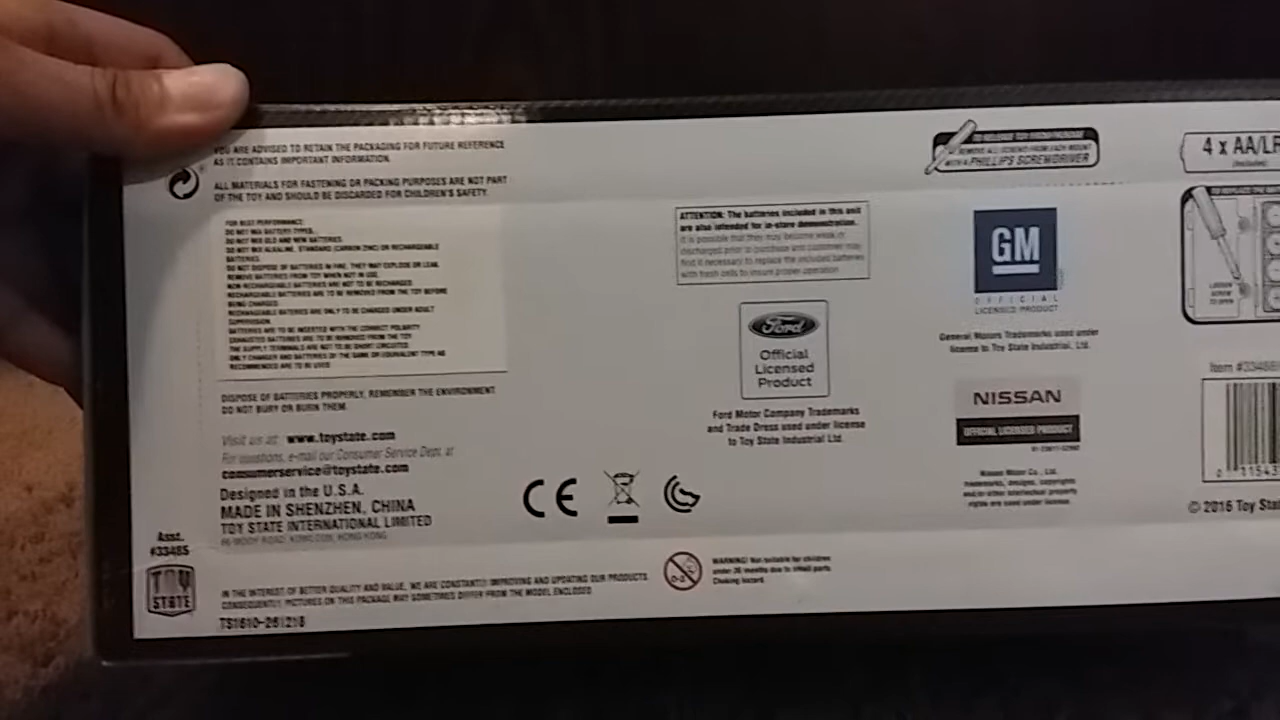 YOU ARE ADVISED TO RETAIN THE PACKAGING FOR FUTURE REFERENCE
AS IT CONTAINS IMPORTANT INFORMATION.
ALL MATERIALS FOR FASTENING OR PACKING PURPOSES ARE NOT PART
OF THE TOY AND SHOULD BE DISCARDED FOR CHILDREN'S SAFETY.
FOR BEST PERFORMANCE:
DO NOT MIX BATTERY TYPES.
DO NOT MIX OLD AND NEW BATTERIES.
DO NOT MIX ALKALINE, STANDARD (CARBON ZINC) OR RECHARGEABLE
BATTERIES.
DO NOT DISPOSE OF BATTERIES IN FIRE, THEY MAY EXPLODE OR LEAK.
REMOVE BATTERIES FROM TOY WHEN NOT IN USE.
NON-RECHARGEABLE BATTERIES ARE NOT TO BE RECHARGED.
RECHARGEABLE BATTERIES ARE TO BE REMOVED FROM THE TOY BEFORE
BEING CHARGED.
RECHARGEABLE BATTERIES ARE ONLY TO BE CHARGED UNDER ADULT
SUPERVISION.
BATTERIES ARE TO BE INSERTED WITH THE CORRECT POLARITY
EXHAUSTED BATTERIES ARE TO BE REMOVED FROM THE TOY
THE SUPPLY TERMINALS ARE NOT TO BE SHORT CIRCUITED
ONLY BATTERIES OF THE SAME OR EQUIVALENT TYPE AS
RECOMMENDED ARE TO BE USED
DISPOSE OF BATTERIES PROPERLY, REMEMBER THE ENVIRONMENT
DO NOT BURY OR BURN THEM.
Visit us at: www.toystate.com
For questions, e-mail our Consumer Service Dept. at
consumerservice@toystate.com
Designed in the U.S.A.
MADE IN SHENZHEN, CHINA
TOY STATE INTERNATIONAL LIMITED
HONG KONG
Asst.
#33485
TOY
STATE
IN THE INTEREST OF BETTER QUALITY AND VALUE, WE ARE CONSTANTLY IMPROVING AND UPDATING OUR PRODUCTS
CONSEQUENTLY, PICTURES ON THIS PACKAGE MAY SOMETIMES DIFFER FROM THE MODEL ENCLOSED
TS1610-261216
CE
ATTENTION: The batteries included in this unit
are also intended for in-store demonstration.
It is possible that they may become weak or
discharged prior to purchase and customer may
find it necessary to replace the included batteries
with fresh cells to insure proper operation
Ford
Official
Licensed
Product
Ford Motor Company Trademarks
and Trade Dress used under license
to Toy State Industrial Ltd.
0-3
WARNING! Not suitable for children
under 36 months due to small parts.
Choking hazard.
TO RELEASE TOY FROM PACKAGE
REMOVE ALL SCREWS FROM EACH MOUNT
WITH A PHILLIPS SCREWDRIVER
GM
OFFICIAL
LICENSED PRODUCT
General Motors Trademarks used under
license to Toy State Industrial, Ltd.
NISSAN
OFFICIAL LICENSED PRODUCT
Nissan Motor Co., Ltd.
trademarks, designs, copyrights
and/or other intellectual property
rights are used under license.
4 x AA/LR
TO REPLACE THE
LOOSEN
SCREW
TO OPEN
Item
0 11543
© 2016 Toy Stat